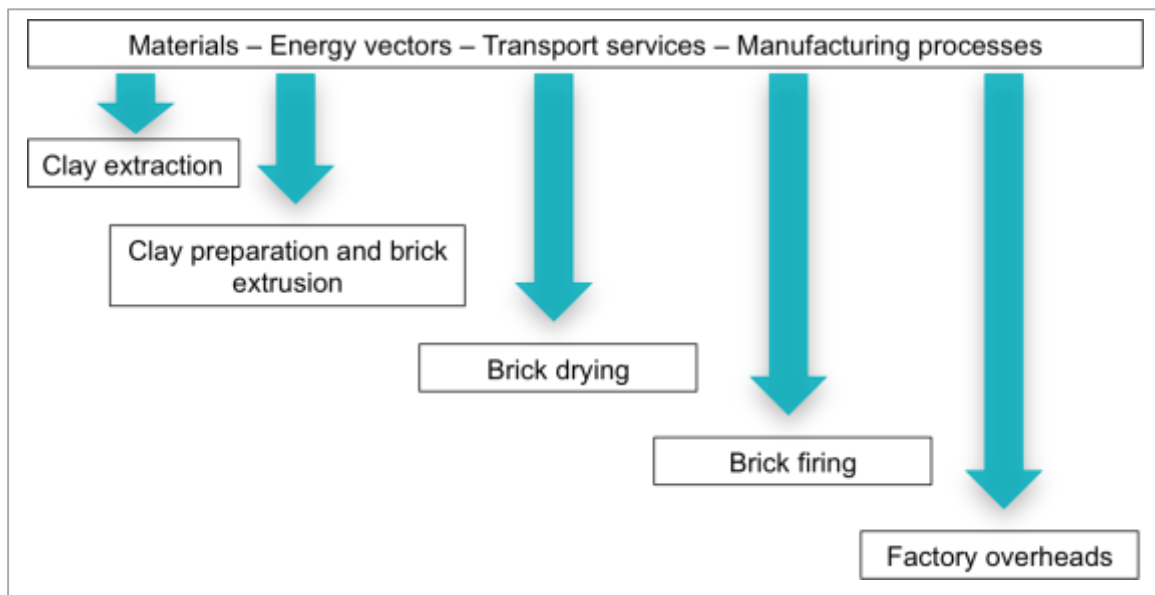 Materials – Energy vectors – Transport services – Manufacturing processes
Clay extraction
Clay preparation and brick
extrusion
Brick drying
Brick firing
Factory overheads